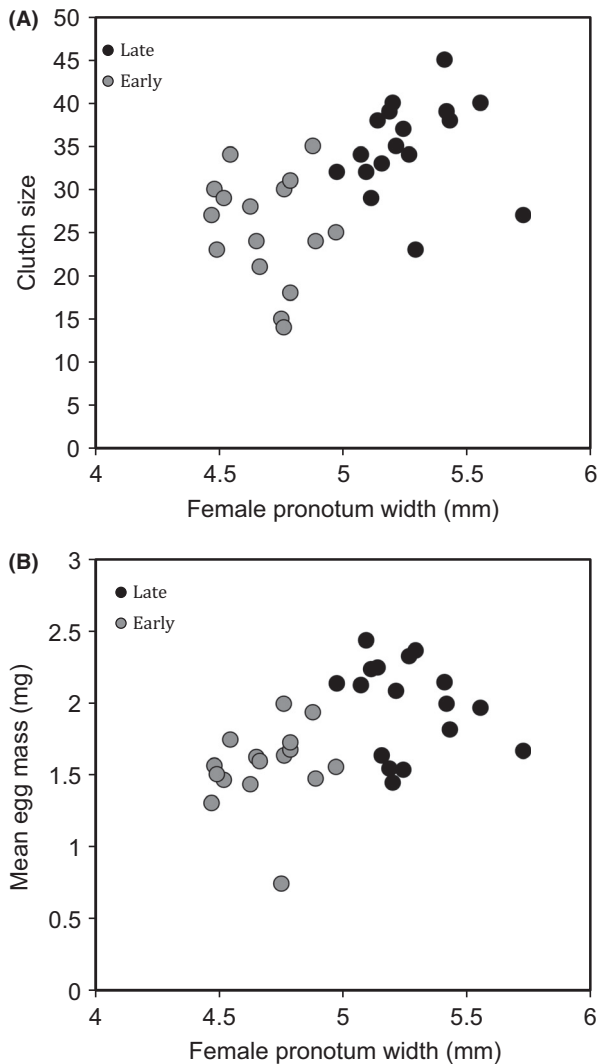 (A)
50
45
40
35
30
25
20
15
10
5
0
Clutch size
Late
Early
4 4.5 5 5.5 6
Female pronotum width (mm)
(B)
3
2.5
2
1.5
1
0.5
0
Mean egg mass (mg)
Late
Early
4 4.5 5 5.5 6
Female pronotum width (mm)